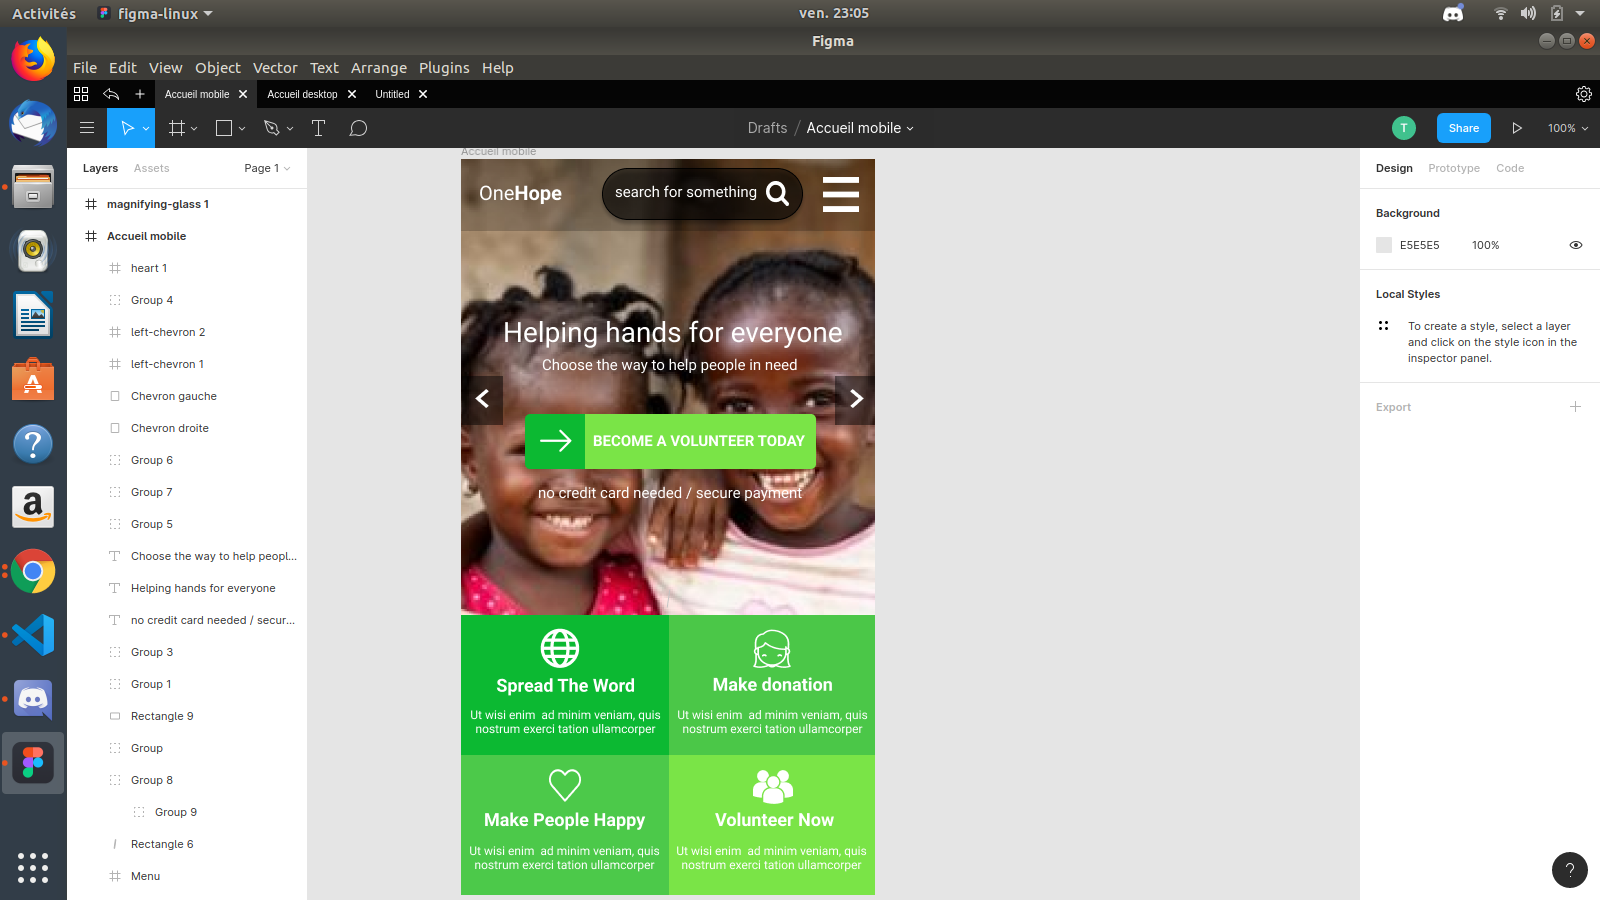 Activités
figma-linux
ven. 23:05
Figma
File Edit View Object Vector Text Arrange Plugins Help
Accueil mobile
Accueil desktop
Untitled
Drafts / Accueil mobile
T
Share
100%
Layers
Assets
Page 1
magnifying-glass 1
Accueil mobile
heart 1
Group 4
left-chevron 2
left-chevron 1
Chevron gauche
Chevron droite
Group 6
Group 7
Group 5
Choose the way to help peopl...
Helping hands for everyone
no credit card needed / secur...
Group 3
Group 1
Rectangle 9
Group
Group 8
Group 9
Rectangle 6
Menu
Accueil mobile
OneHope
search for something
Helping hands for everyone
Choose the way to help people in need
BECOME A VOLUNTEER TODAY
no credit card needed / secure payment
Spread The Word
Ut wisi enim  ad minim veniam, quis
nostrum exerci tation ullamcorper
Make donation
Ut wisi enim  ad minim veniam, quis
nostrum exerci tation ullamcorper
Make People Happy
Ut wisi enim  ad minim veniam, quis
nostrum exerci tation ullamcorper
Volunteer Now
Ut wisi enim  ad minim veniam, quis
nostrum exerci tation ullamcorper
Design
Prototype
Code
Background
E5E5E5
100%
Local Styles
To create a style, select a layer
and click on the style icon in the
inspector panel.
Export
?